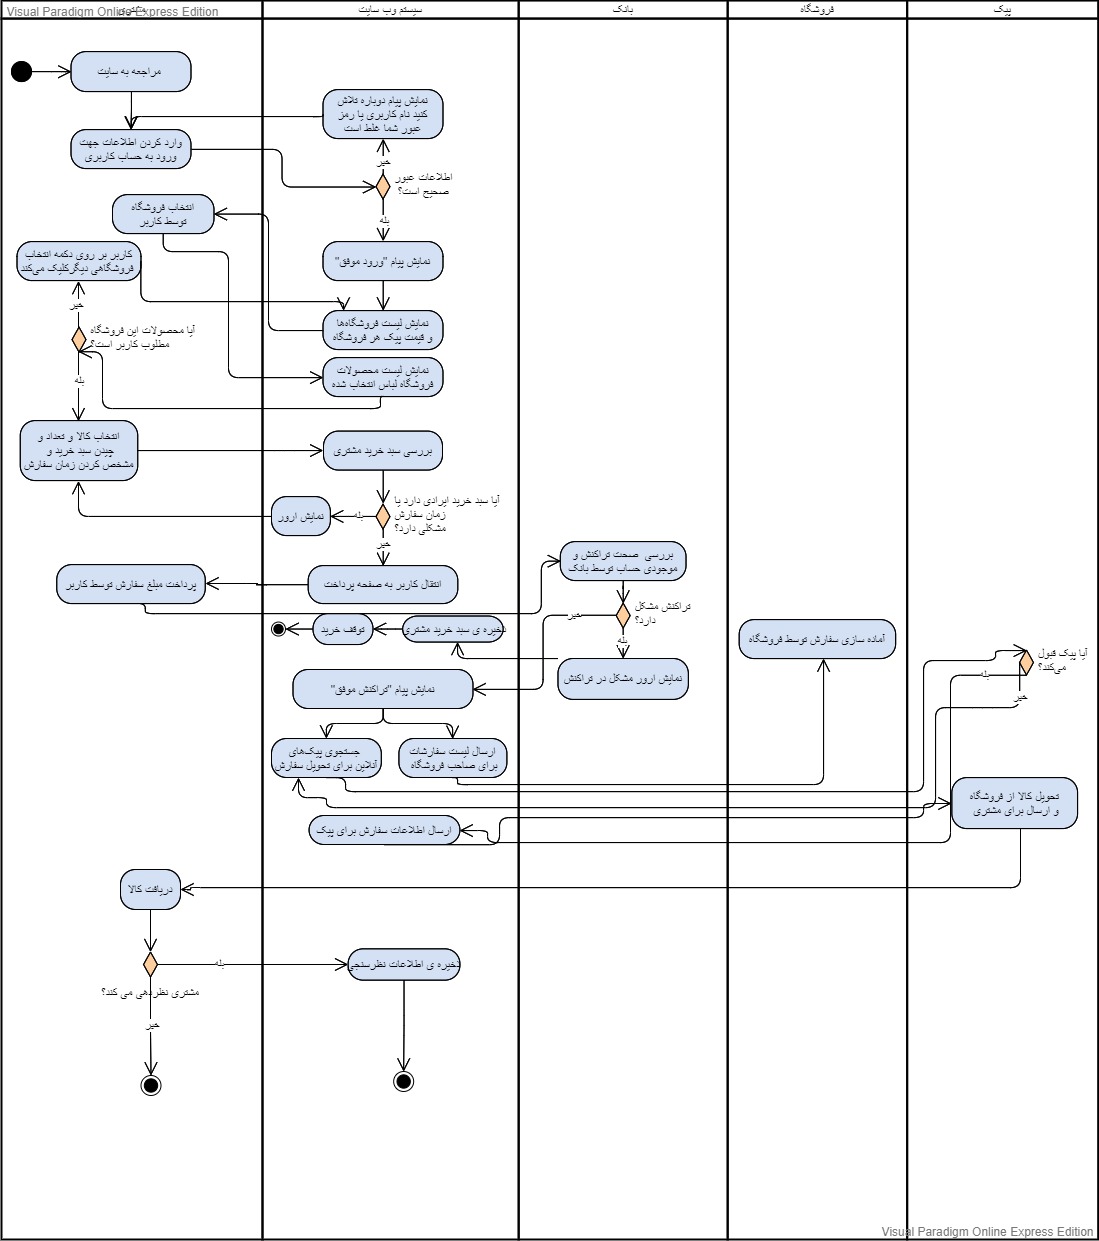 Visual Paradigm Online Express Edition
سیستم وب سایت
بانک
فروشگاه
پیک
مراجعه به سایت
نمایش پیام دوباره تلاش
کنید نام کاربری یا رمز
عبور شما غلط است
وارد کردن اطلاعات جهت
ورود به حساب کاربری
خیر
اطلاعات عبور
صحیح است؟
بله
انتخاب فروشگاه
توسط کاربر
کاربر بر روی دکمه انتخاب
فروشگاهی دیگرکلیک می‌کند
نمایش پیام "ورود موفق"
خیر
نمایش لیست فروشگاه‌ها
و قیمت پیک هر فروشگاه
آیا محصولات این فروشگاه
مطلوب کاربر است؟
نمایش لیست محصولات
فروشگاه لباس انتخاب شده
بله
انتخاب کالا و تعداد و
چیدن سبد خرید و
مشخص کردن زمان سفارش
بررسی سبد خرید مشتری
آیا سبد خرید ایرادی دارد یا
زمان سفارش
مشکلی دارد؟
بله
نمایش ارور
خیر
بررسی صحت تراکنش و
موجودی حساب توسط بانک
انتقال کاربر به صفحه پرداخت
پرداخت مبلغ سفارش توسط کاربر
تراکنش مشکل
دارد؟
خیر
بله
ذخیره ی سبد خرید مشتری
توقف خرید
آماده سازی سفارش توسط فروشگاه
آیا پیک قبول
می‌کند؟
بله
خیر
نمایش ارور مشکل در تراکنش
نمایش پیام "تراکنش موفق"
جستجوی پیک‌های
آنلاین برای تحویل سفارش
ارسال لیست سفارشات
برای صاحب فروشگاه
تحویل کالا از فروشگاه
و ارسال برای مشتری
ارسال اطلاعات سفارش برای پیک
دریافت کالا
بله
ذخیره ی اطلاعات نظرسنجی
مشتری نظردهی می کند؟
خیر
Visual Paradigm Online Express Edition